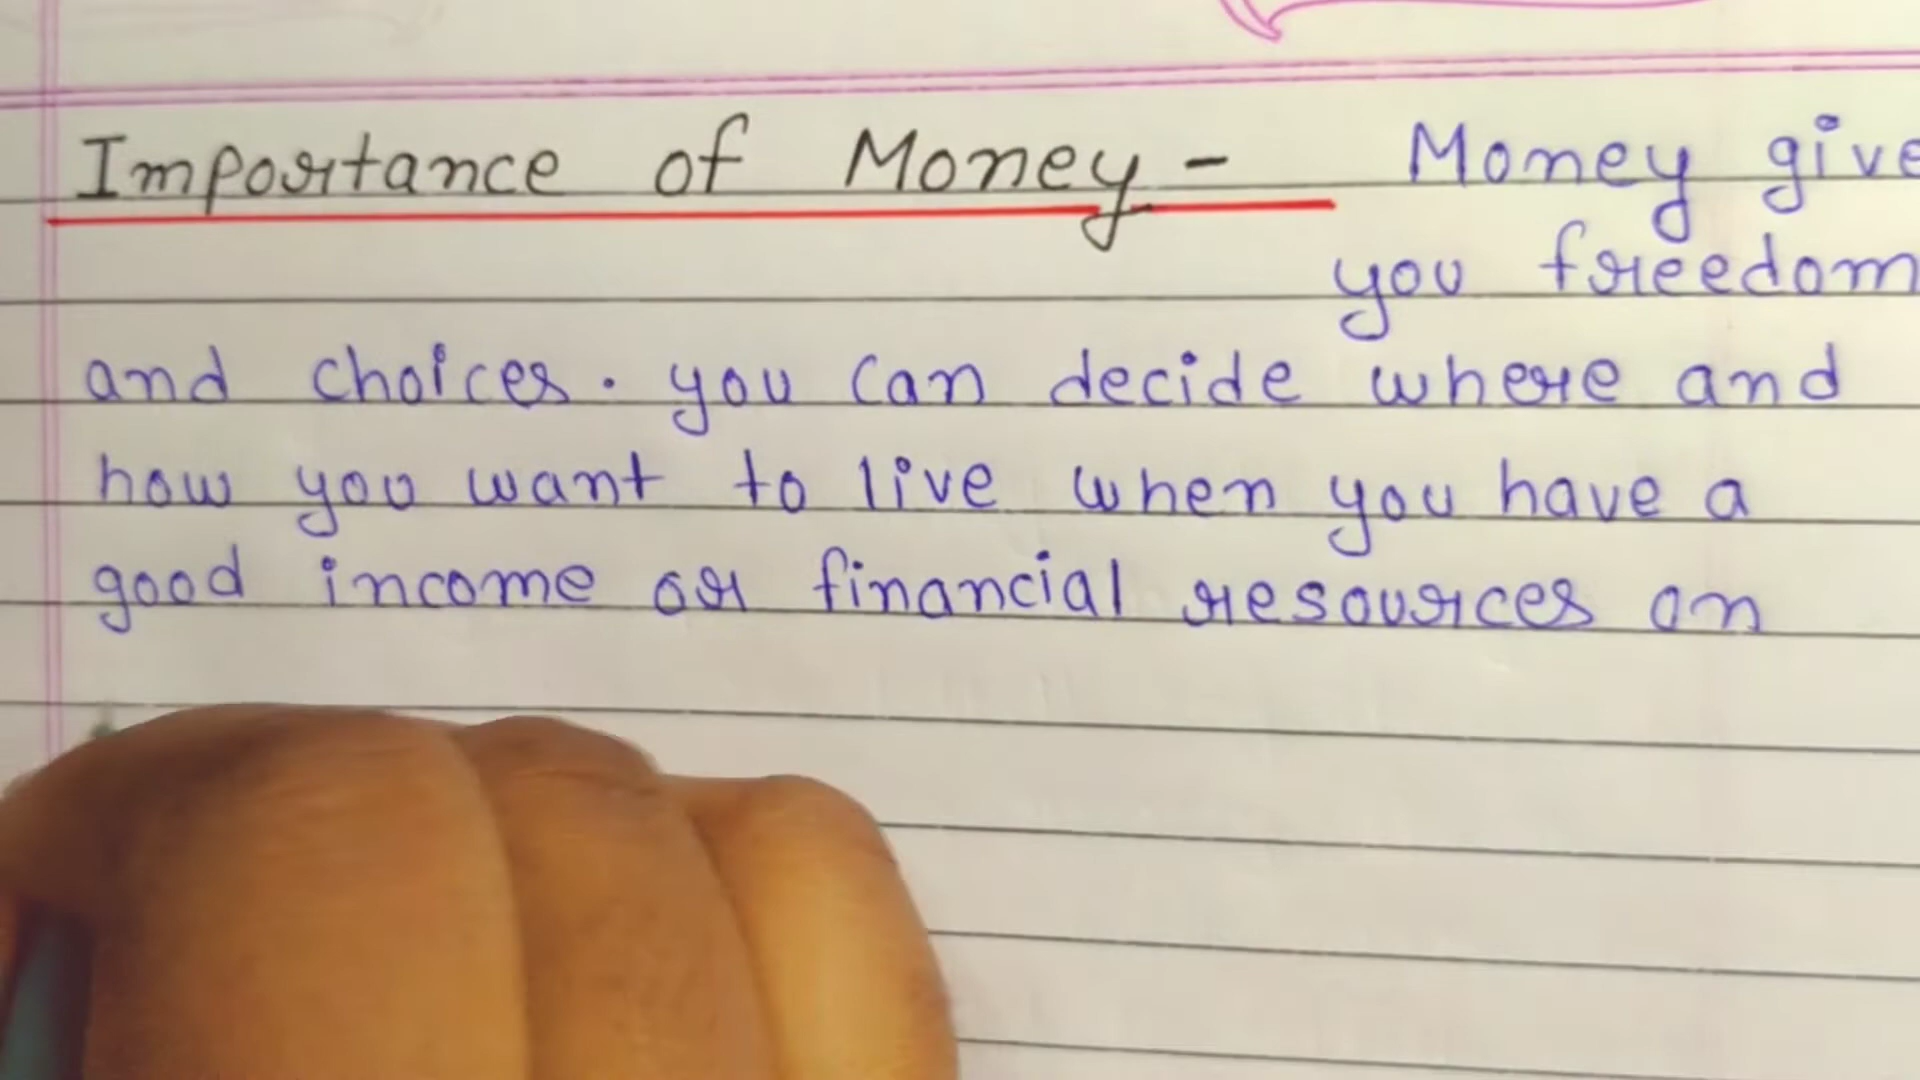 Importance of Money - Money give
you freedom
and choices. you can decide where and
how you want to live when you have a
good income or financial resources on